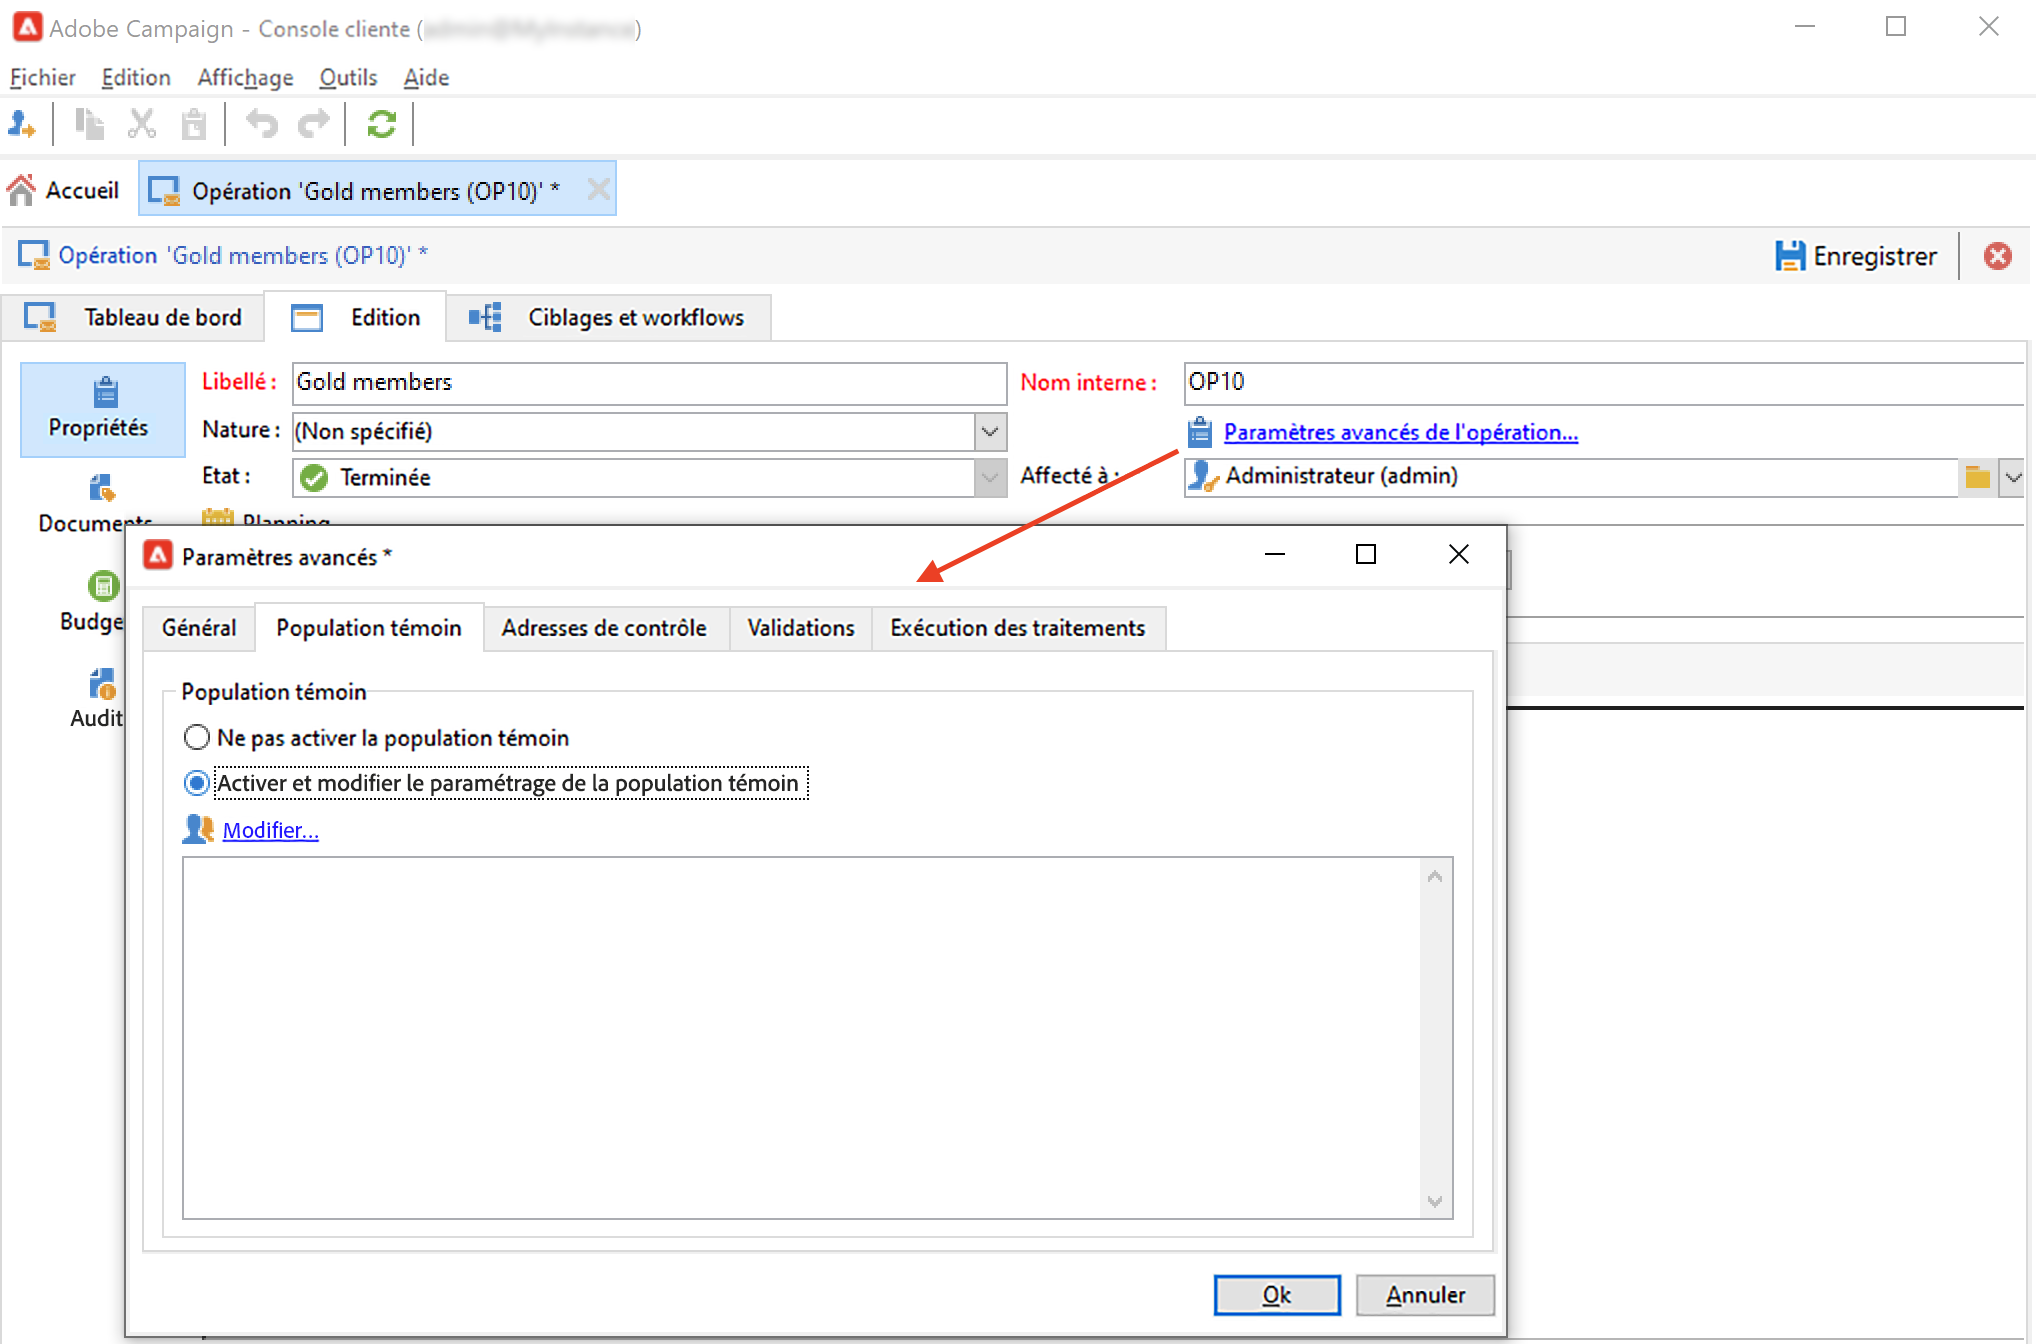 Adobe Campaign - Console cliente (
Fichier Edition Affichage Outils Aide
Accueil Opération 'Gold members (OP10)' *
Opération 'Gold members (OP10)' * Enregistrer
Tableau de bord Edition Ciblages et workflows
Propriétés
Libellé : Gold members Nom interne : OP10
Nature : (Non spécifié) Paramètres avancés de l'opération...
Etat : Terminée Affecté à : Administrateur (admin)
Documents Planning
Paramètres avancés *
Budge
Audit
Général Population témoin Adresses de contrôle Validations Exécution des traitements
Population témoin
Ne pas activer la population témoin
Activer et modifier le paramétrage de la population témoin
Modifier...
Ok Annuler